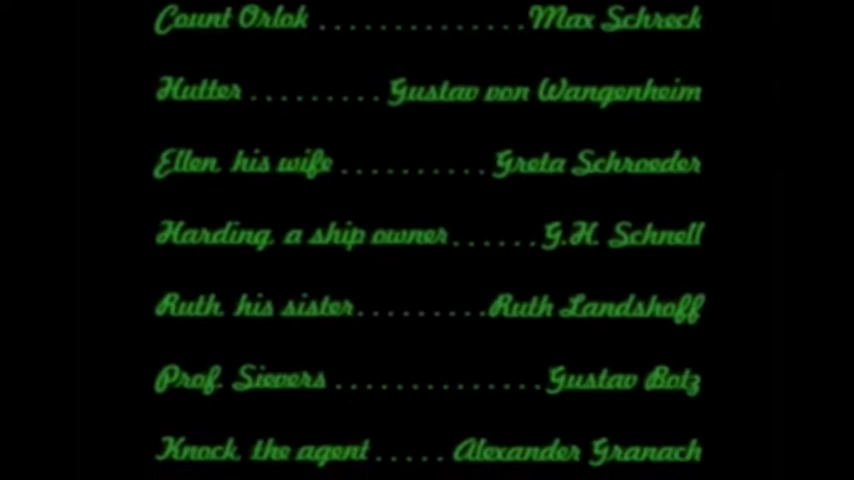 Count Orlok ..............Max Schreck
Hutter ......... Gustav von Wangenheim
Ellen, his wife .......... Greta Schroeder
Harding, a ship owner...... G.H. Schnell
Ruth, his sister.........Ruth Landshoff
Prof. Sievers .............. Gustav Botz
Knock, the agent ..... Alexander Granach